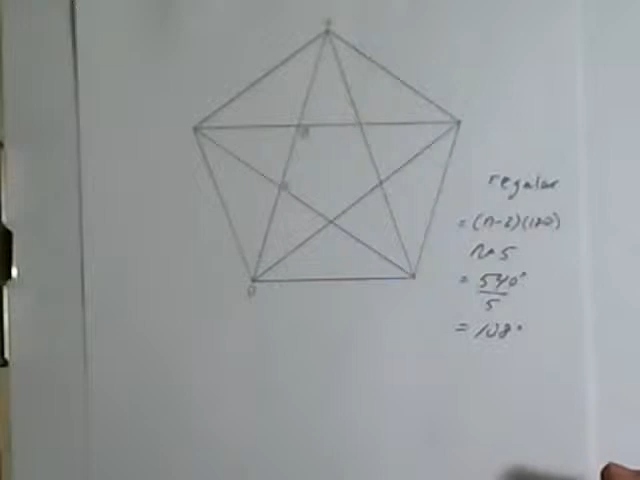 regular
= (n-2)(180)
n=5
= 540°
5
= 108°